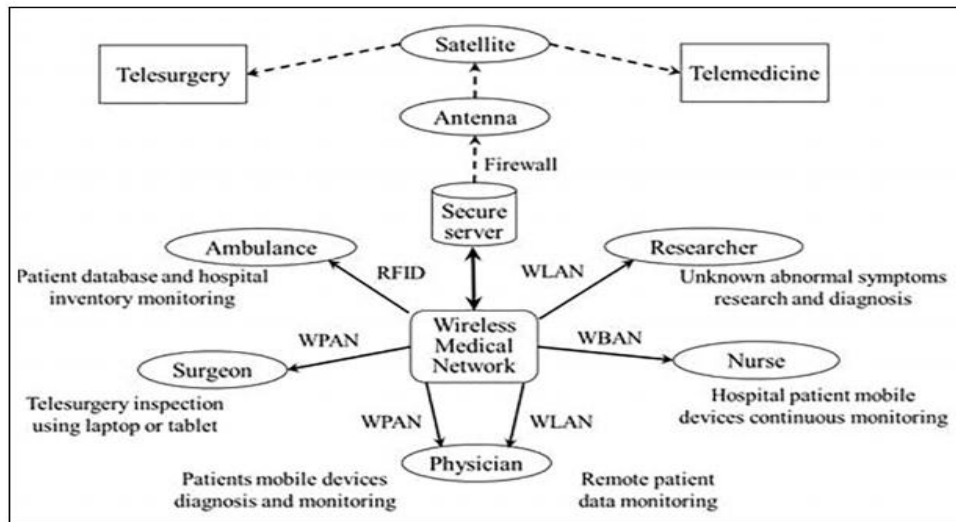 Satellite
Telesurgery
Telemedicine
Antenna
Firewall
Secure
server
Ambulance
Researcher
RFID
WLAN
Patient database and hospital
inventory monitoring
Unknown abnormal symptoms
research and diagnosis
Wireless
Medical
Network
WPAN
WBAN
Surgeon
Nurse
Telesurgery inspection
using laptop or tablet
Hospital patient mobile
devices continuous monitoring
WPAN
WLAN
Physician
Patients mobile devices
diagnosis and monitoring
Remote patient
data monitoring